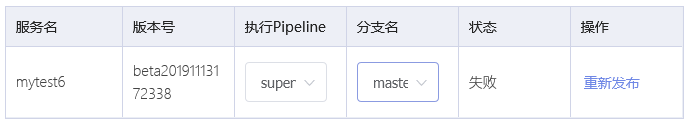 服务名 版本号 执行Pipeline 分支名 状态 操作
mytest6 beta20191113 super maste 失败 重新发布
72338